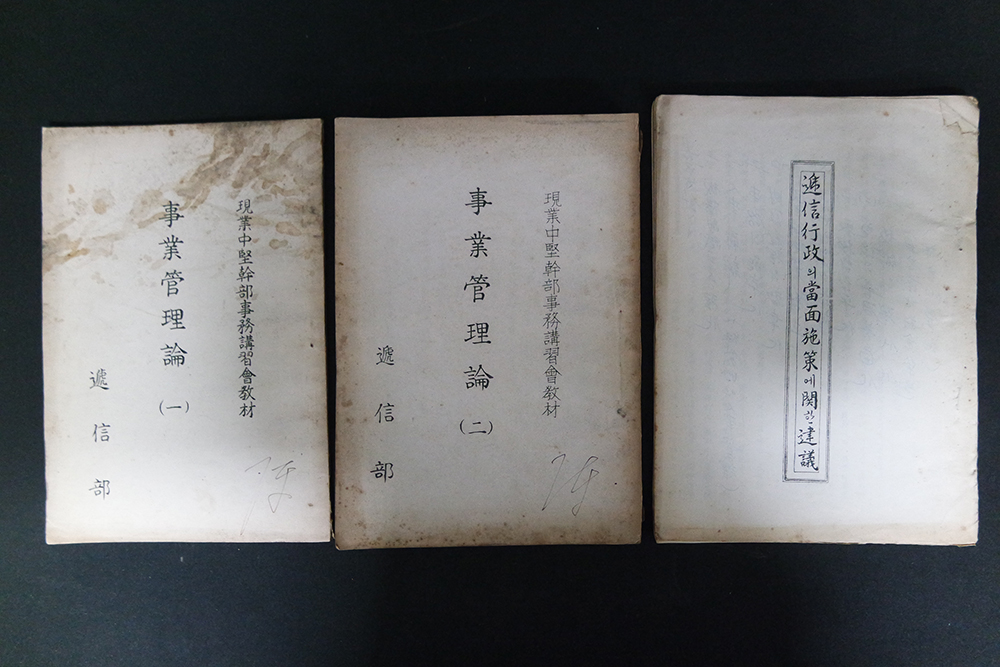 現業中堅幹部事務講習會敎材
事業管理論
(一)
遞信部
現業中堅幹部事務講習會敎材
事業管理論
(二)
遞信部
遞信行政의當面施策에関한建議